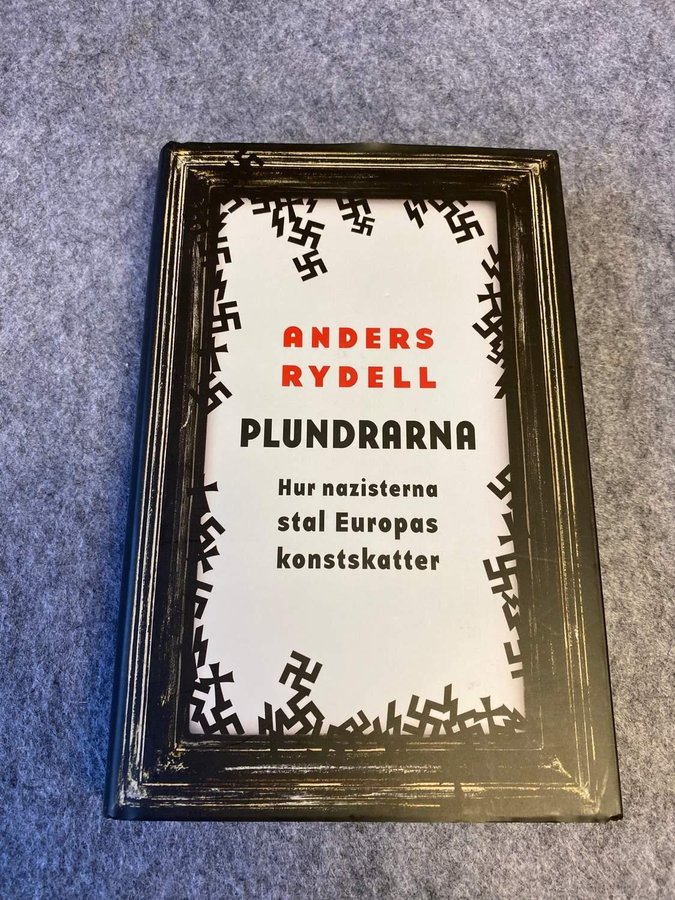 ANDERS
RYDELL
PLUNDRARNA
Hur nazisterna
stal Europas
konstskatter